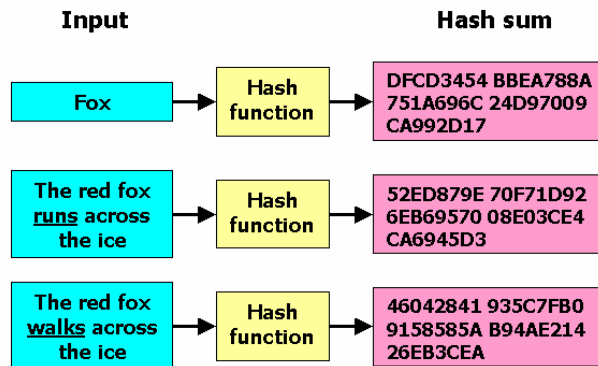 Input
Hash sum
Fox
Hash
function
DFCD3454 BBEA788A
751A696C 24D97009
CA992D17
The red fox
runs across
the ice
Hash
function
52ED879E 70F71D92
6EB69570 08E03CE4
CA6945D3
The red fox
walks across
the ice
Hash
function
46042841 935C7FB0
9158585A B94AE214
26EB3CEA